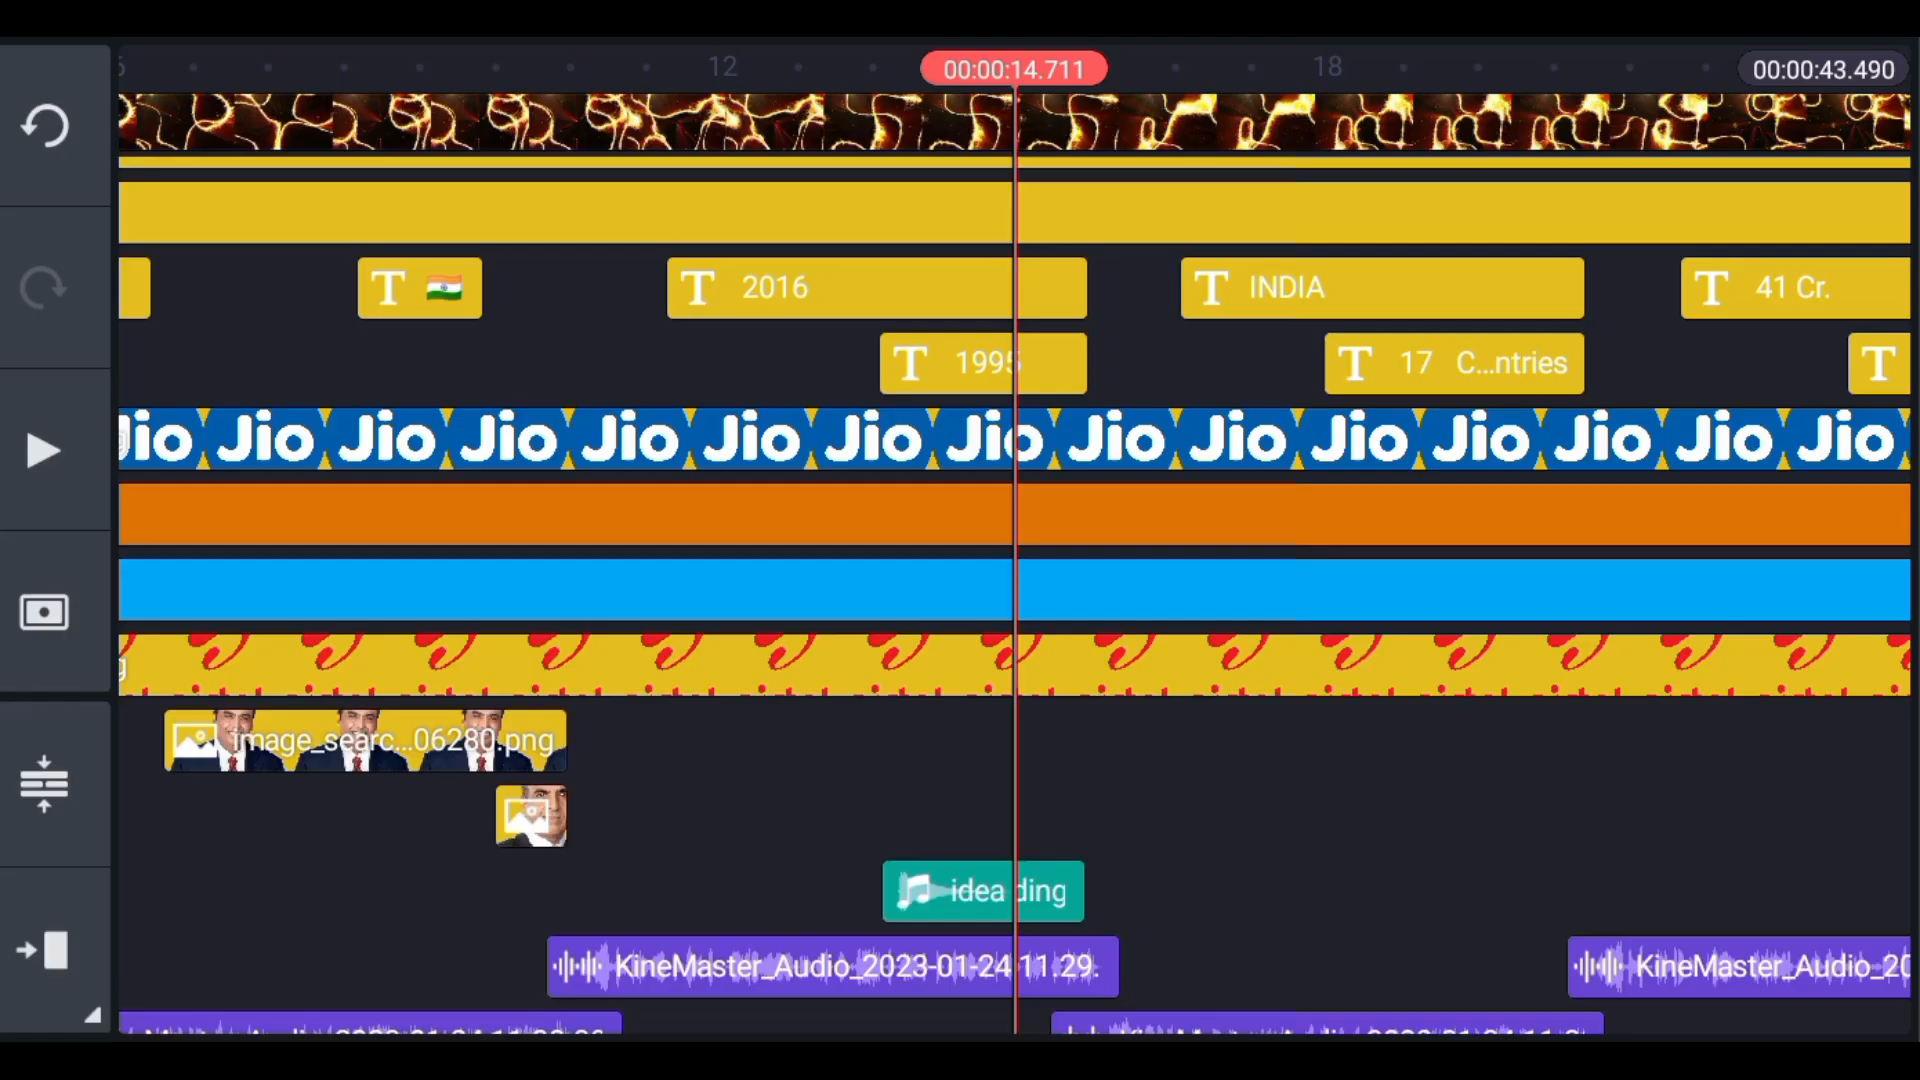 12
00:00:14.711
18
00:00:43.490
T 2016
T INDIA
T 41 Cr.
T 1995
T 17 C...ntries
T
Jio Jio Jio Jio Jio Jio Jio Jio Jio Jio Jio Jio Jio Jio Jio
image_searc...06280.png
idea ding
KineMaster_Audio_2023-01-24 11.29.
KineMaster_Audio_20